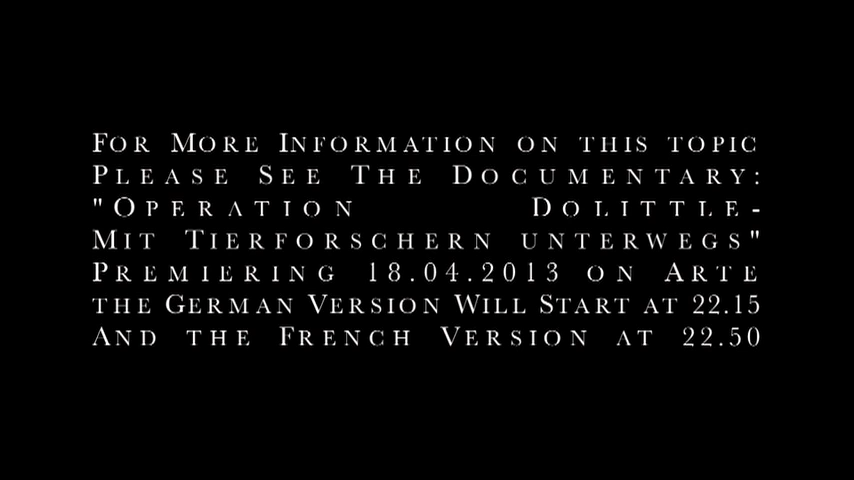 For More Information on this topic
Please See The Documentary:
"Operation Dolittle-
Mit Tierforschern unterwegs"
Premiering 18.04.2013 on Arte
the German Version Will Start at 22.15
And the French Version at 22.50